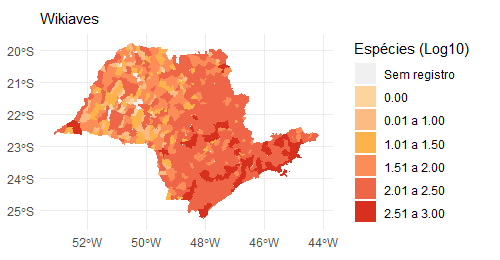 Wikiaves
20°S
21°S
22°S
23°S
24°S
25°S
52°W
50°W
48°W
46°W
44°W
Espécies (Log10)
Sem registro
0.00
0.01 a 1.00
1.01 a 1.50
1.51 a 2.00
2.01 a 2.50
2.51 a 3.00